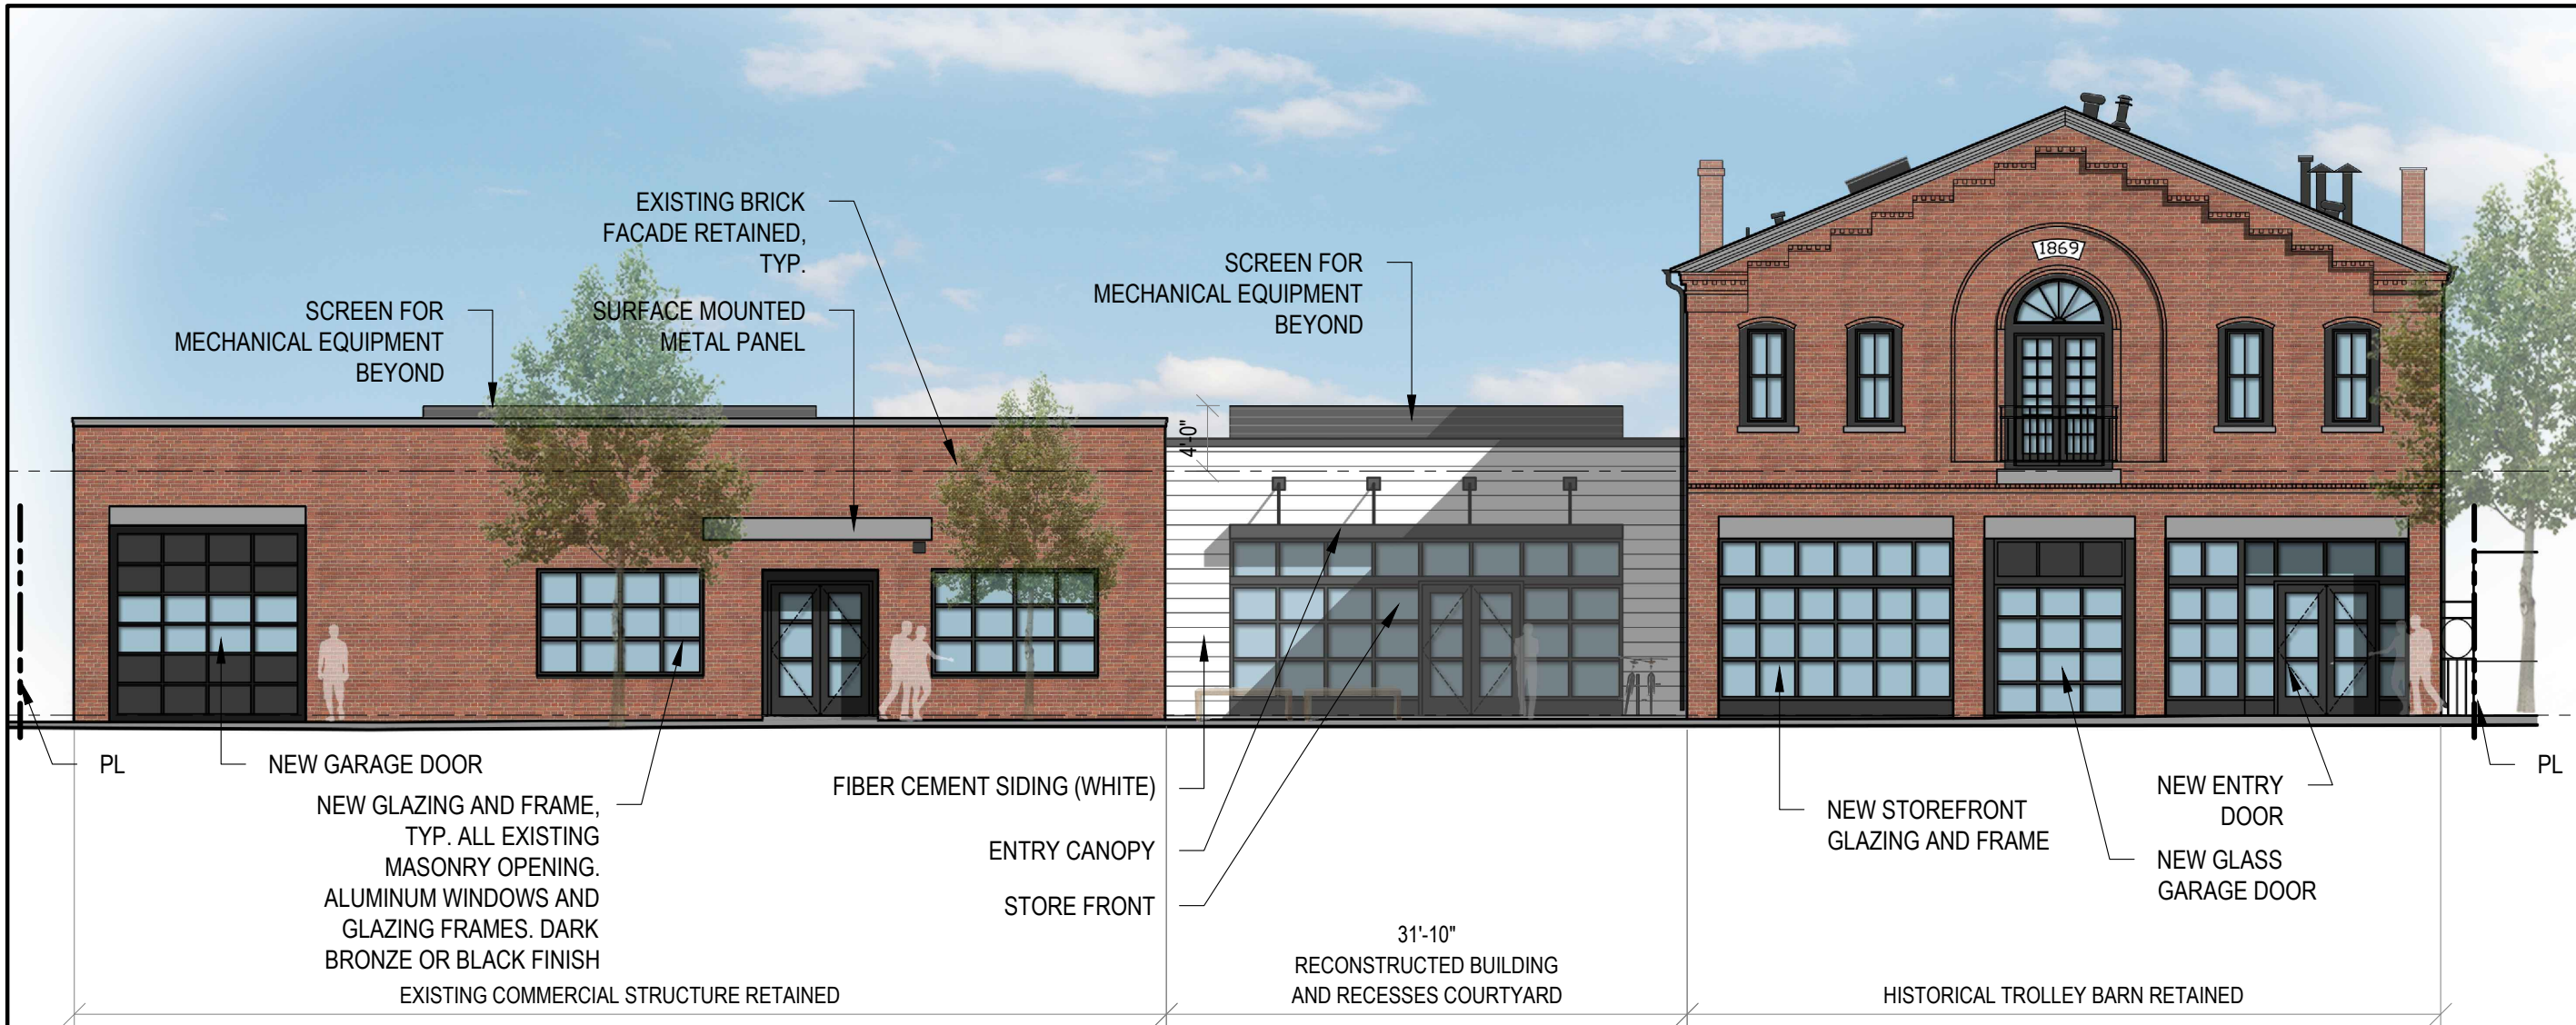 EXISTING BRICK
FACADE RETAINED,
TYP.
SCREEN FOR
MECHANICAL EQUIPMENT
BEYOND
SURFACE MOUNTED
METAL PANEL
SCREEN FOR
MECHANICAL EQUIPMENT
BEYOND
1869
4'-0"
PL
NEW GARAGE DOOR
NEW GLAZING AND FRAME,
TYP. ALL EXISTING
MASONRY OPENING.
ALUMINUM WINDOWS AND
GLAZING FRAMES. DARK
BRONZE OR BLACK FINISH
FIBER CEMENT SIDING (WHITE)
ENTRY CANOPY
STORE FRONT
NEW STOREFRONT
GLAZING AND FRAME
NEW ENTRY
DOOR
NEW GLASS
GARAGE DOOR
PL
EXISTING COMMERCIAL STRUCTURE RETAINED
31'-10"
RECONSTRUCTED BUILDING
AND RECESSES COURTYARD
HISTORICAL TROLLEY BARN RETAINED